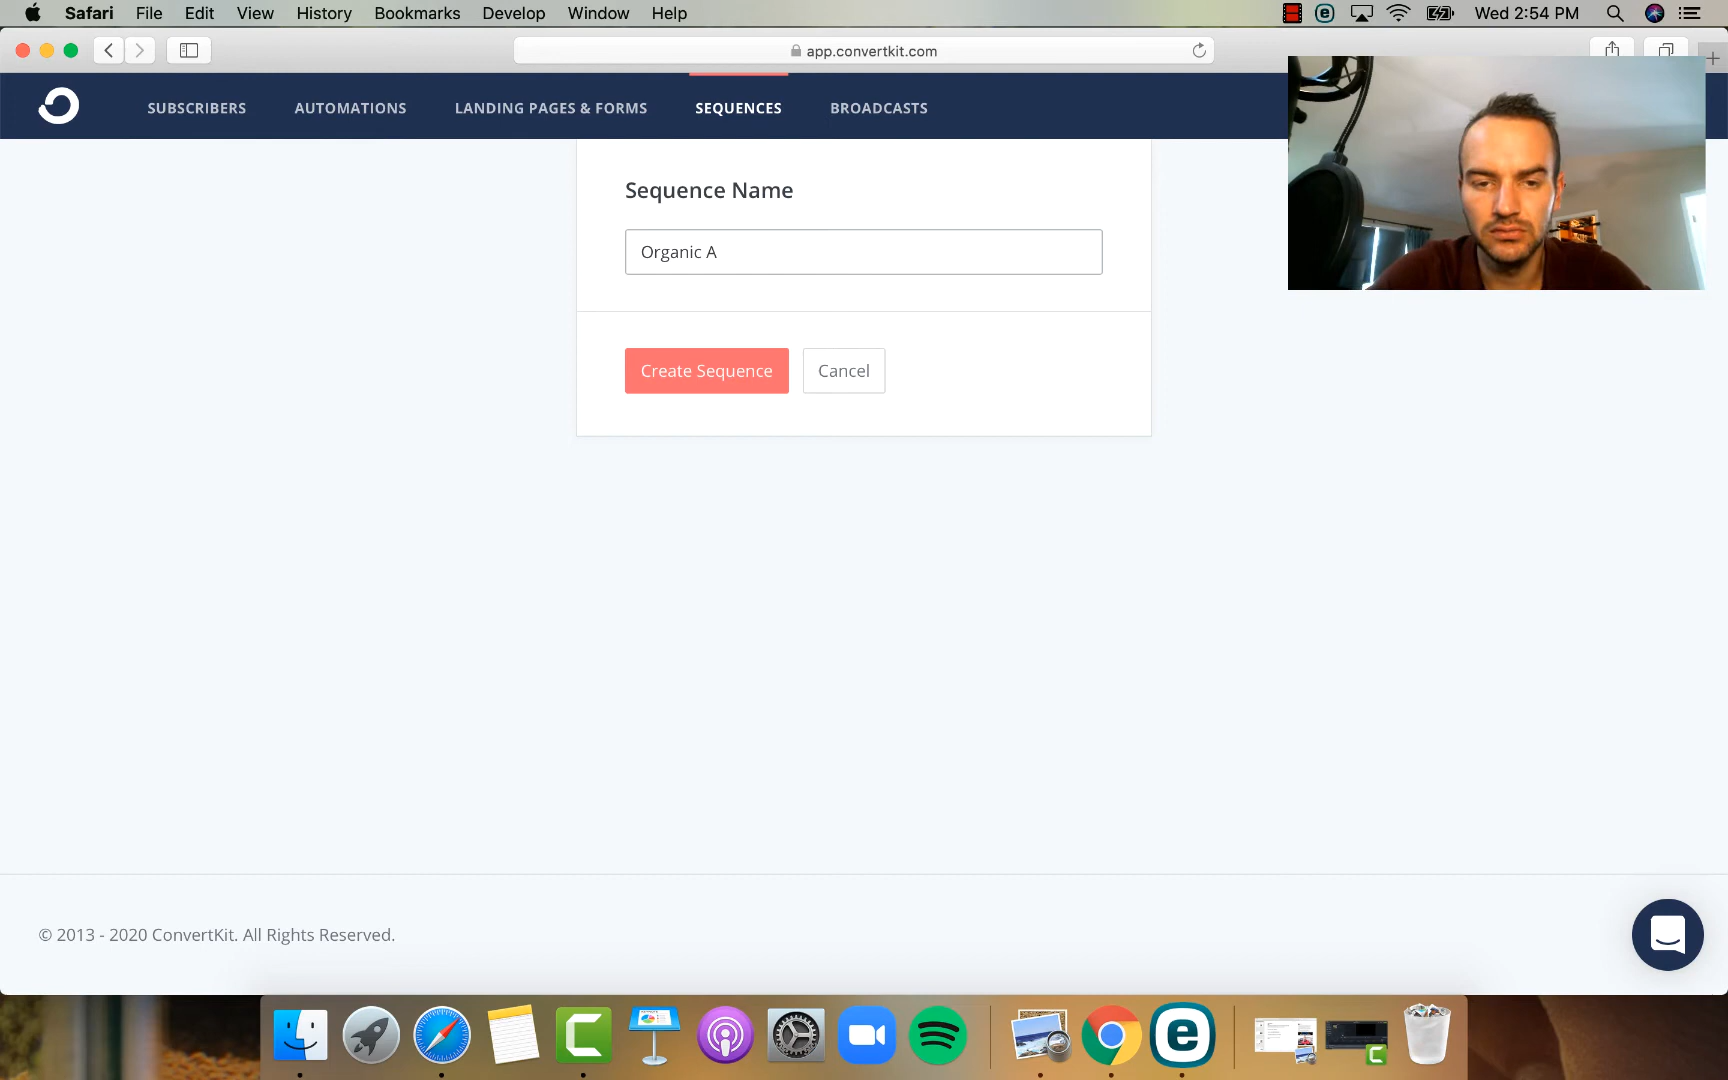 Safari File Edit View History Bookmarks Develop Window Help Wed 2:54 PM
app.convertkit.com
SUBSCRIBERS AUTOMATIONS LANDING PAGES & FORMS SEQUENCES BROADCASTS
Sequence Name
Organic A
Create Sequence Cancel
© 2013 - 2020 ConvertKit. All Rights Reserved.